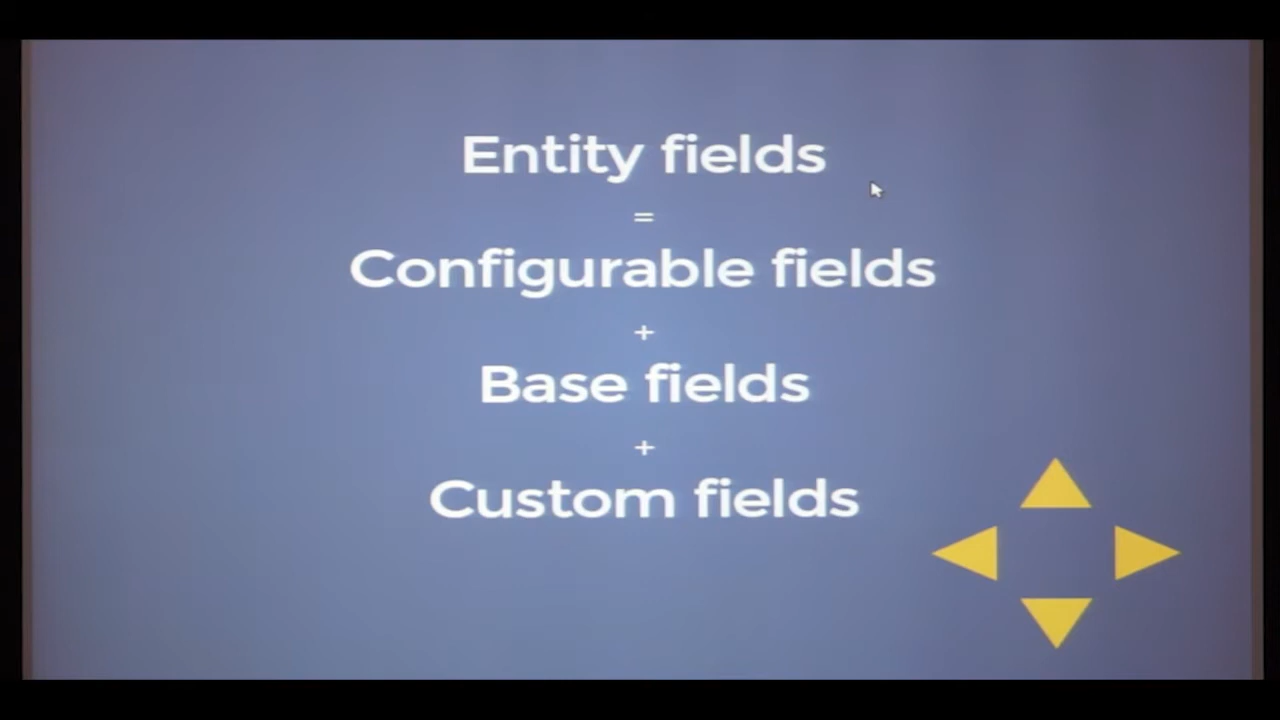 Entity fields
=
Configurable fields
+
Base fields
+
Custom fields